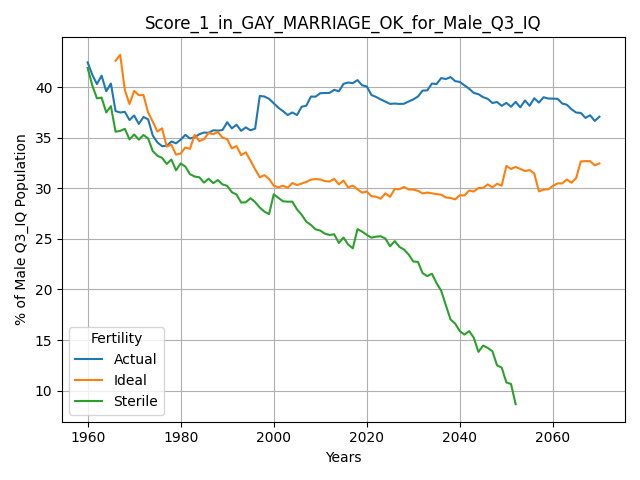 Score_1_in_GAY_MARRIAGE_OK_for_Male_Q3_IQ
% of Male Q3_IQ Population
40
35
30
25
20
15
10
Fertility
Actual
Ideal
Sterile
1960 1980 2000 2020 2040 2060
Years